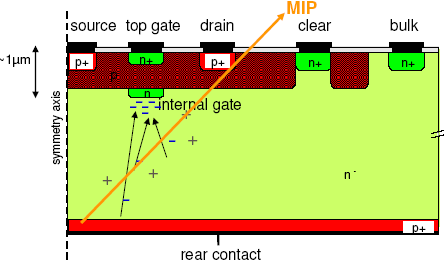 MIP
source top gate drain clear bulk
p+ n+ p+ n+ n+
~1μm
n
internal gate
symmetry axis
n-
p+
rear contact